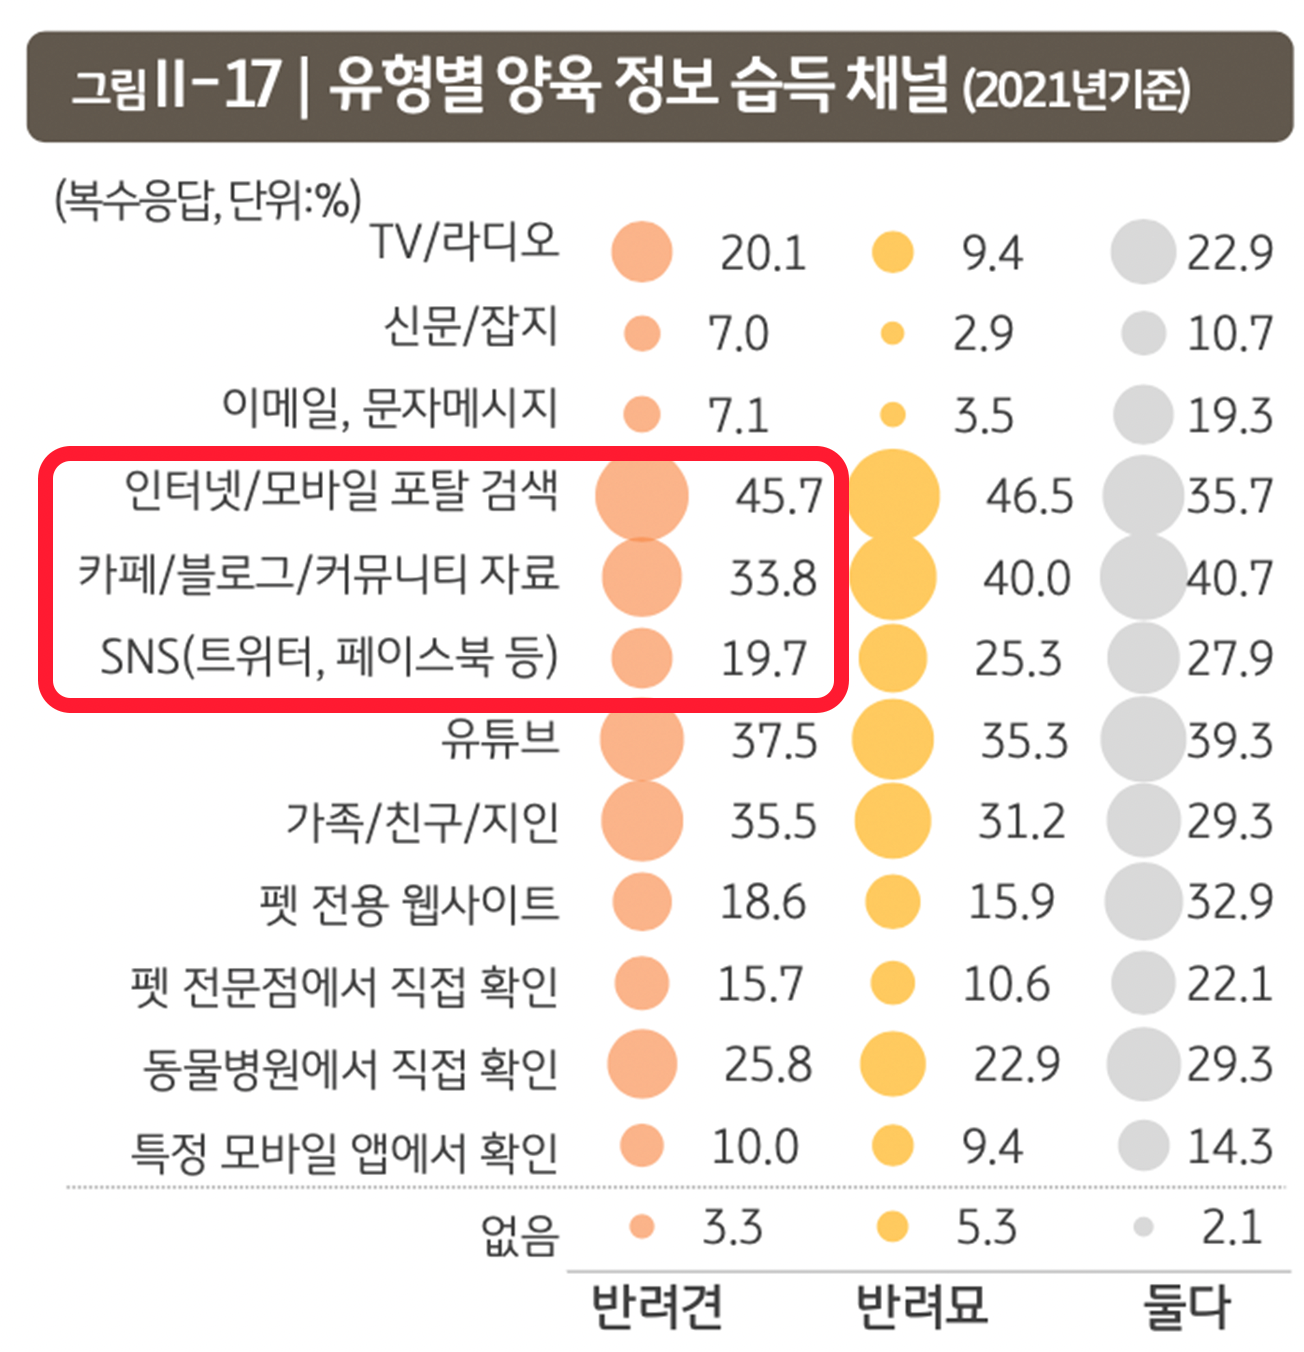 그림 II-17 | 유형별 양육 정보 습득 채널 (2021년기준)
(복수응답, 단위:%)
TV/라디오 20.1 9.4 22.9
신문/잡지 7.0 2.9 10.7
이메일, 문자메시지 7.1 3.5 19.3
인터넷/모바일 포탈 검색 45.7 46.5 35.7
카페/블로그/커뮤니티 자료 33.8 40.0 40.7
SNS(트위터, 페이스북 등) 19.7 25.3 27.9
유튜브 37.5 35.3 39.3
가족/친구/지인 35.5 31.2 29.3
펫 전용 웹사이트 18.6 15.9 32.9
펫 전문점에서 직접 확인 15.7 10.6 22.1
동물병원에서 직접 확인 25.8 22.9 29.3
특정 모바일 앱에서 확인 10.0 9.4 14.3
없음 3.3 5.3 2.1
반려견 반려묘 둘다